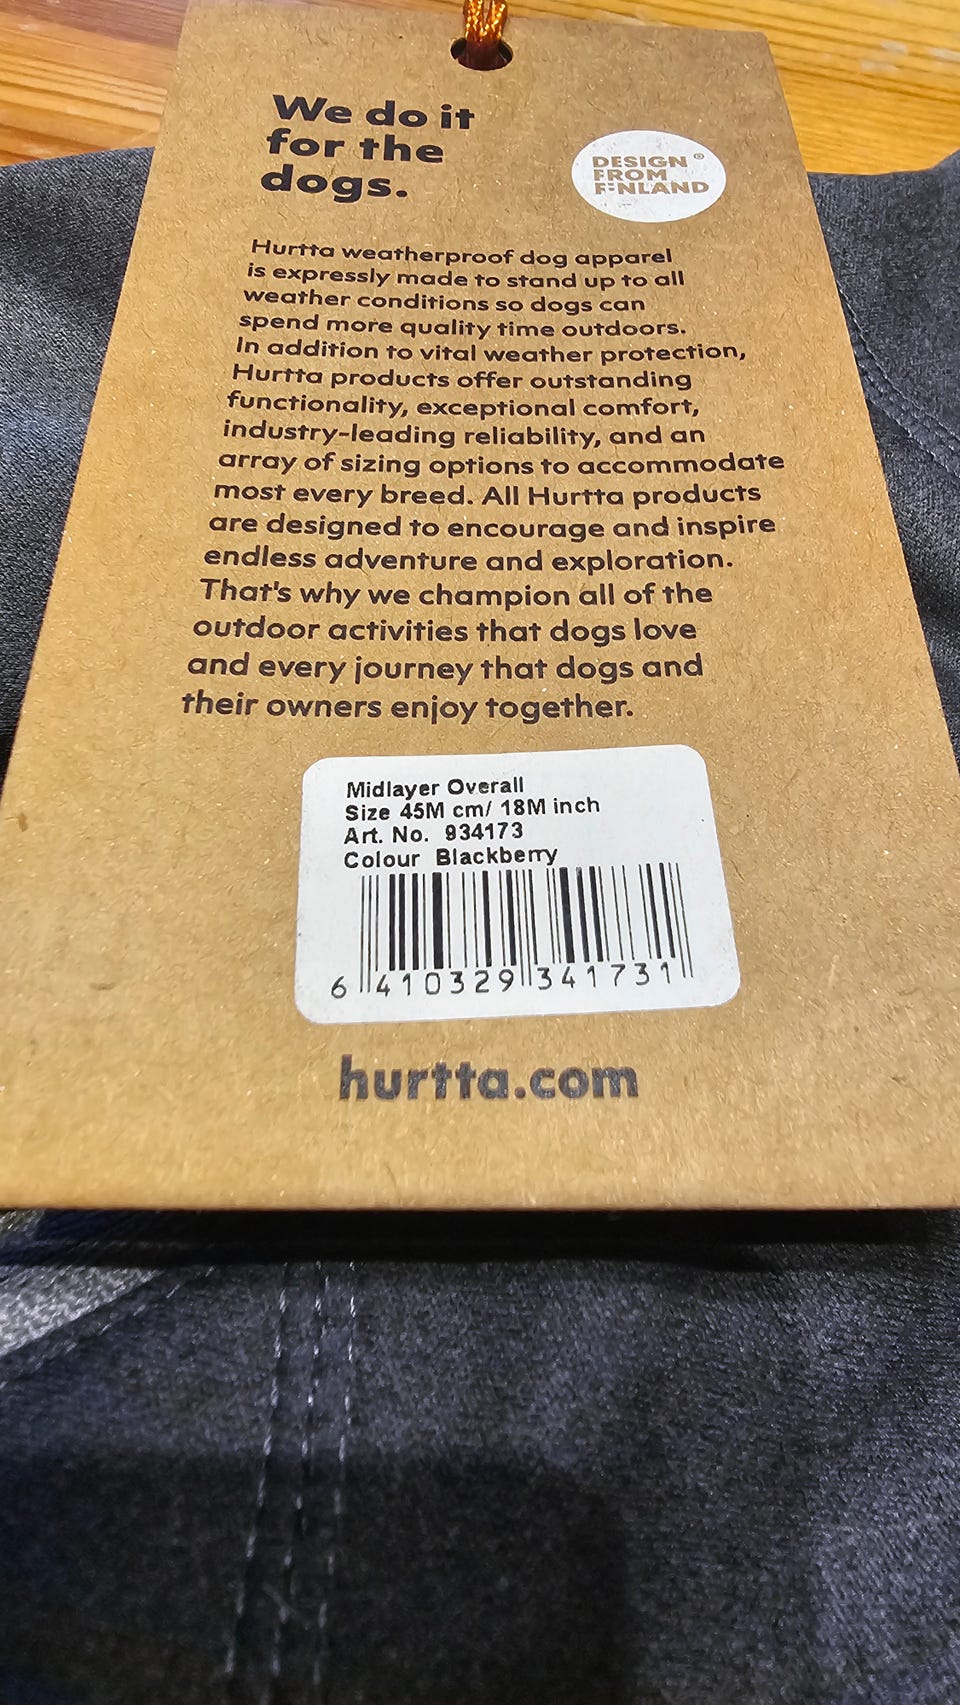 We do it
for the
dogs.
DESIGN ®
FROM
FINLAND
Hurtta weatherproof dog apparel
is expressly made to stand up to all
weather conditions so dogs can
spend more quality time outdoors.
In addition to vital weather protection,
Hurtta products offer outstanding
functionality, exceptional comfort,
industry-leading reliability, and an
array of sizing options to accommodate
most every breed. All Hurtta products
are designed to encourage and inspire
endless adventure and exploration.
That's why we champion all of the
outdoor activities that dogs love
and every journey that dogs and
their owners enjoy together.
Midlayer Overall
Size 45M cm/ 18M inch
Art. No. 934173
Colour Blackberry
6 410329 341731
hurtta.com